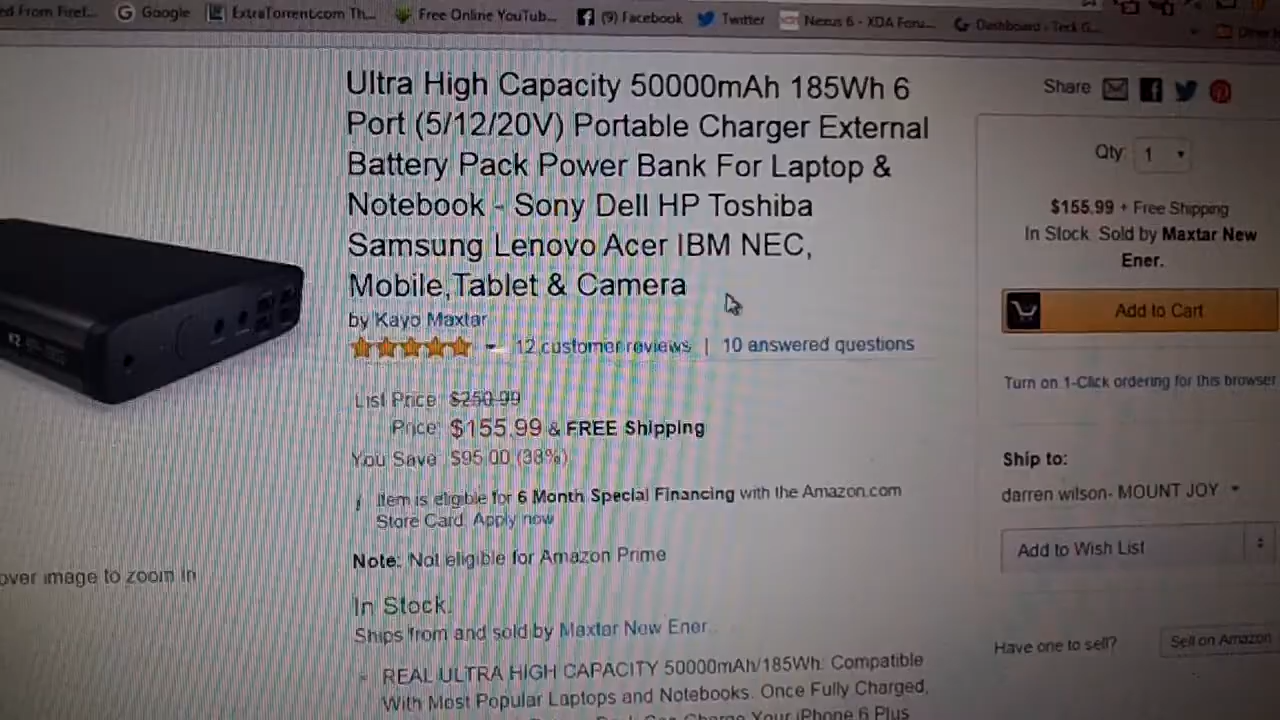 Google
ExtraTorrent.com Th...
Free Online YouTub...
(9) Facebook
Twitter
Nexus 6 - XDA Foru...
Dashboard - Teck G...
Ultra High Capacity 50000mAh 185Wh 6
Port (5/12/20V) Portable Charger External
Battery Pack Power Bank For Laptop &
Notebook - Sony Dell HP Toshiba
Samsung Lenovo Acer IBM NEC,
Mobile,Tablet & Camera
by Kayo Maxtar
12 customer reviews | 10 answered questions
List Price: $250.99
Price: $155.99 & FREE Shipping
You Save: $95.00 (38%)
Item is eligible for 6 Month Special Financing with the Amazon.com
Store Card. Apply now
Note: Not eligible for Amazon Prime
In Stock.
Ships from and sold by Maxtar New Ener.
REAL ULTRA HIGH CAPACITY 50000mAh/185Wh. Compatible
With Most Popular Laptops and Notebooks. Once Fully Charged,
Can Charge Your iPhone 6 Plus
over image to zoom in
Share
Qty: 1
$155.99 + Free Shipping
In Stock. Sold by Maxtar New
Ener.
Add to Cart
Turn on 1-Click ordering for this browser
Ship to:
darren wilson- MOUNT JOY
Add to Wish List
Have one to sell?
Sell on Amazon